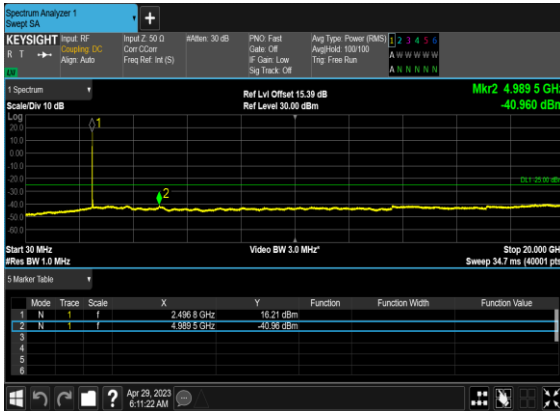 Spectrum Analyzer 1
Swept SA
+
KEYSIGHT Input: RF Input Z: 50 Ω #Atten: 30 dB PNO: Fast Avg Type: Power (RMS) 1 2 3 4 5 6
R T Coupling: DC Corr CCorr Gate: Off Avg|Hold: 100/100 A W W W W W
Align: Auto Freq Ref: Int (S) IF Gain: Low Trig: Free Run
Sig Track: Off A N N N N N
1 Spectrum Ref Lvl Offset 15.39 dB Mkr2 4.989 5 GHz
Scale/Div 10 dB Ref Level 30.00 dBm -40.960 dBm
Log
20.0
10.0
0.00
-10.0
-20.0
-30.0
-40.0
-50.0
-60.0
1
2
DL1 -25.00 dBm
Start 30 MHz Video BW 3.0 MHz* Stop 20.000 GHz
#Res BW 1.0 MHz Sweep 34.7 ms (40001 pts)
5 Marker Table
Mode Trace Scale X Y Function Function Width Function Value
1 N 1 f 2.496 8 GHz 16.21 dBm
2 N 1 f 4.989 5 GHz -40.96 dBm
3
4
5
6
? Apr 29, 2023
6:11:22 AM